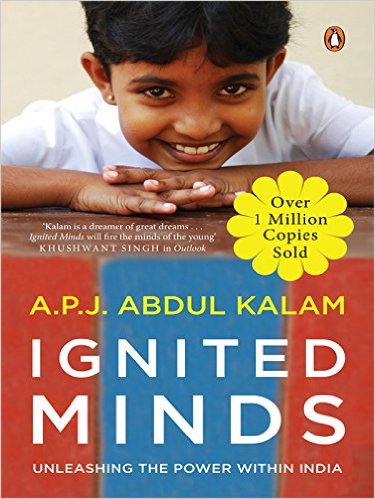 Over
1 Million
Copies
Sold
‘Kalam is a dreamer of great dreams . . .
Ignited Minds will fire the minds of the young’
KHUSHWANT SINGH in Outlook
A.P.J. ABDUL KALAM
IGNITED
MINDS
UNLEASHING THE POWER WITHIN INDIA